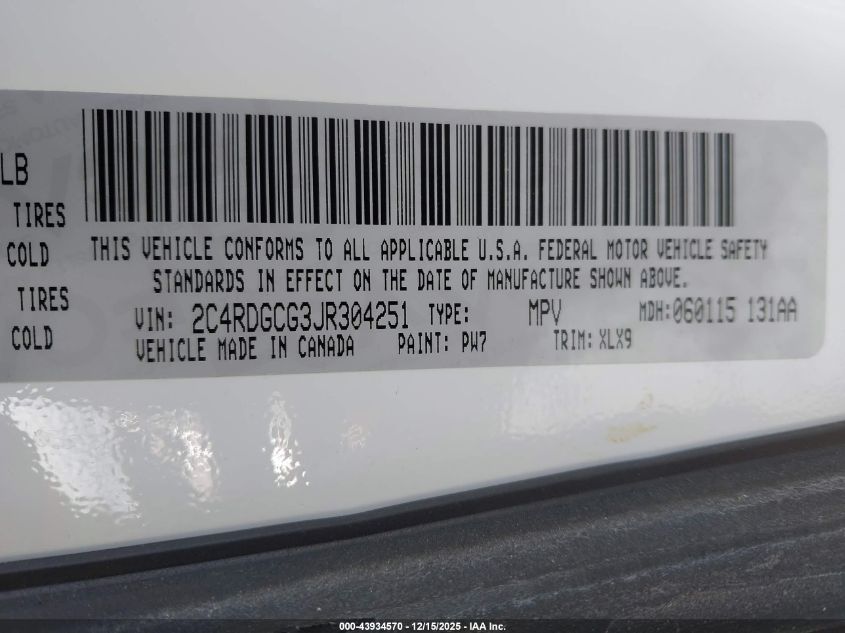 LB
TIRES
COLD
TIRES
COLD
THIS VEHICLE CONFORMS TO ALL APPLICABLE U.S.A. FEDERAL MOTOR VEHICLE SAFETY
STANDARDS IN EFFECT ON THE DATE OF MANUFACTURE SHOWN ABOVE.
VIN: 2C4RDGCG3JR304251 TYPE: MPV MDH:060115 131AA
VEHICLE MADE IN CANADA PAINT: PW7 TRIM: XLX9
000-43934570 - 12/15/2025 - IAA Inc.